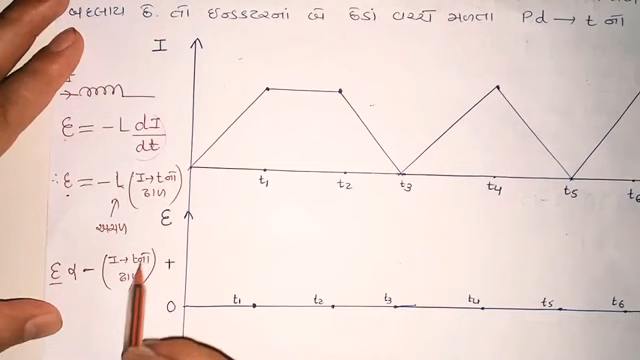 બદલાય છે. તો ઈન્ડક્ટરનાં બે છેડાં વચ્ચે મળતા Pd → t નો
I
ε = -L dI/dt
∴ ε = -L (I→t નો ઢાળ)
અચળ
t₁ t₂ t₃ t₄ t₅ t₆
ε
ε α - (I→t નો ઢાળ)
+
0 t₁ t₂ t₃ t₄ t₅ t₆